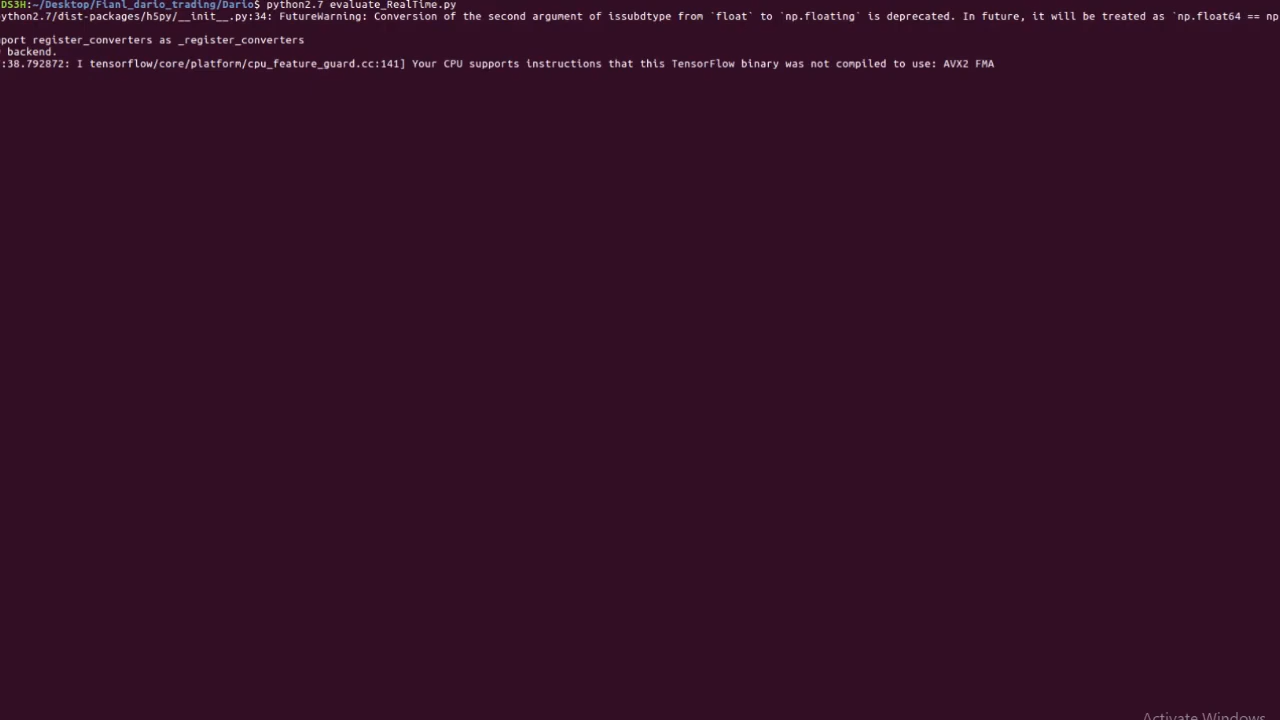 DS3H:~/Desktop/Fianl_dario_trading/Dario$ python2.7 evaluate_RealTime.py
ython2.7/dist-packages/h5py/__init__.py:34: FutureWarning: Conversion of the second argument of issubdtype from `float` to `np.floating` is deprecated. In future, it will be treated as `np.float64 == np
port register_converters as _register_converters
backend.
:38.792872: I tensorflow/core/platform/cpu_feature_guard.cc:141] Your CPU supports instructions that this TensorFlow binary was not compiled to use: AVX2 FMA
Activate Windows